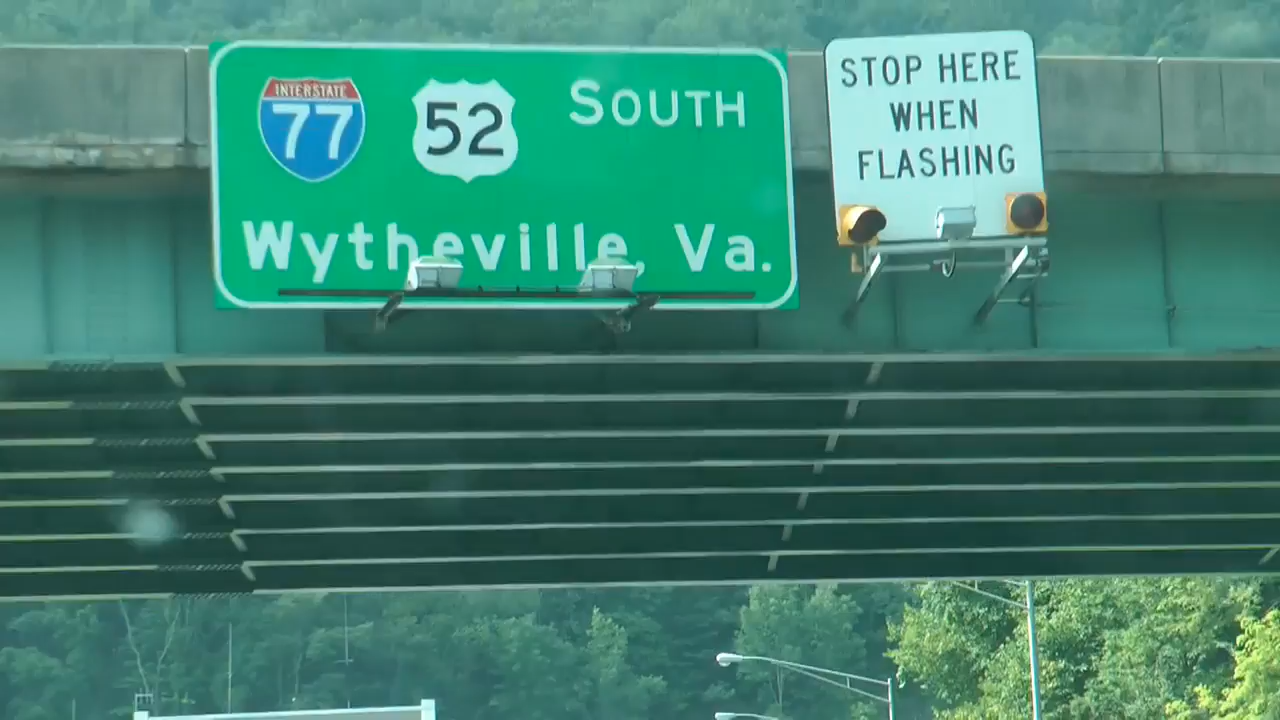 INTERSTATE
77
52
SOUTH
Wytheville, Va.
STOP HERE
WHEN
FLASHING